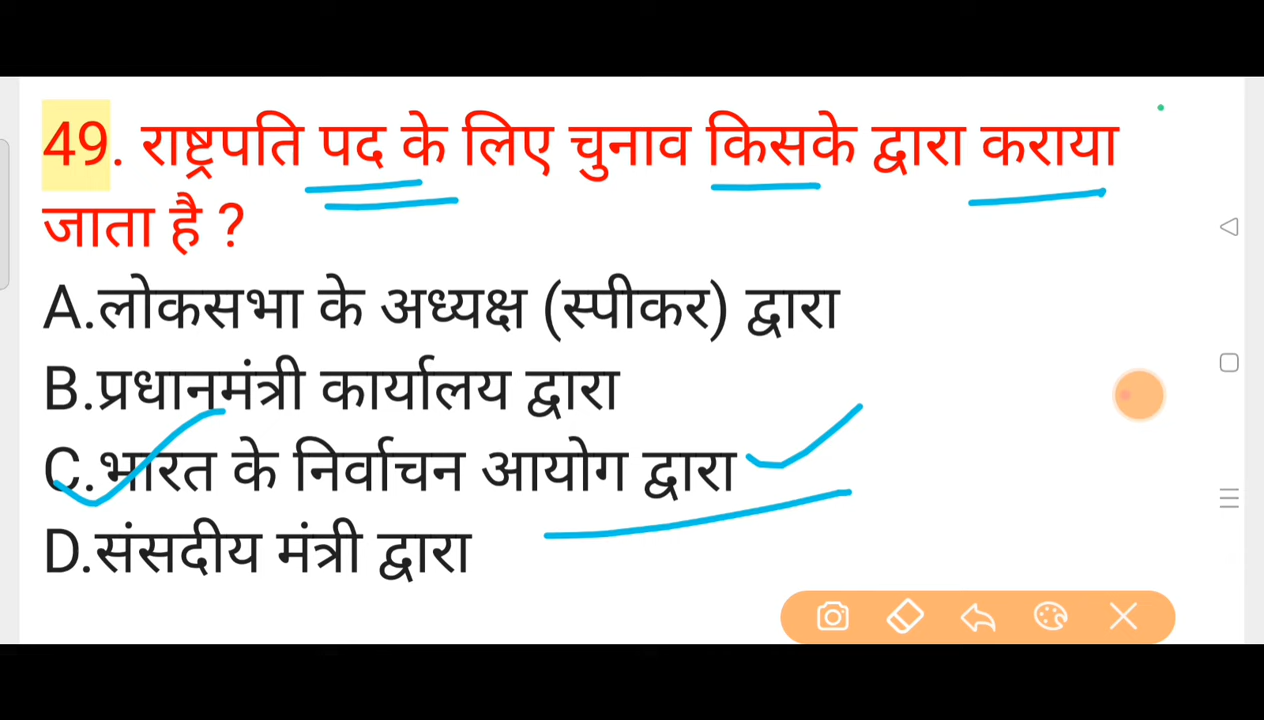 49. राष्ट्रपति पद के लिए चुनाव किसके द्वारा कराया
जाता है ?
A.लोकसभा के अध्यक्ष (स्पीकर) द्वारा
B.प्रधानमंत्री कार्यालय द्वारा
C.भारत के निर्वाचन आयोग द्वारा
D.संसदीय मंत्री द्वारा